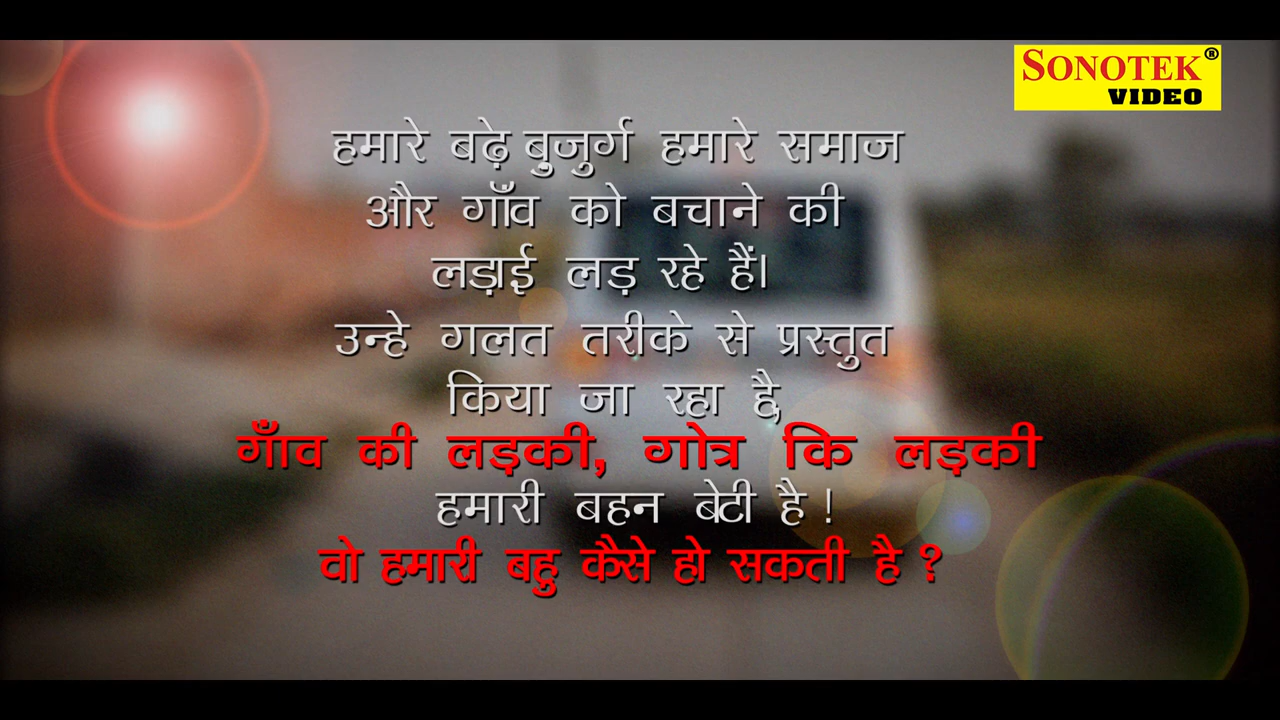 SONOTEK®
VIDEO
हमारे बढ़े बुजुर्ग हमारे समाज
और गाँव को बचाने की
लड़ाई लड़ रहे हैं।
उन्हे गलत तरीके से प्रस्तुत
किया जा रहा है,
गाँव की लड़की, गोत्र कि लड़की
हमारी बहन बेटी है !
वो हमारी बहु कैसे हो सकती है ?